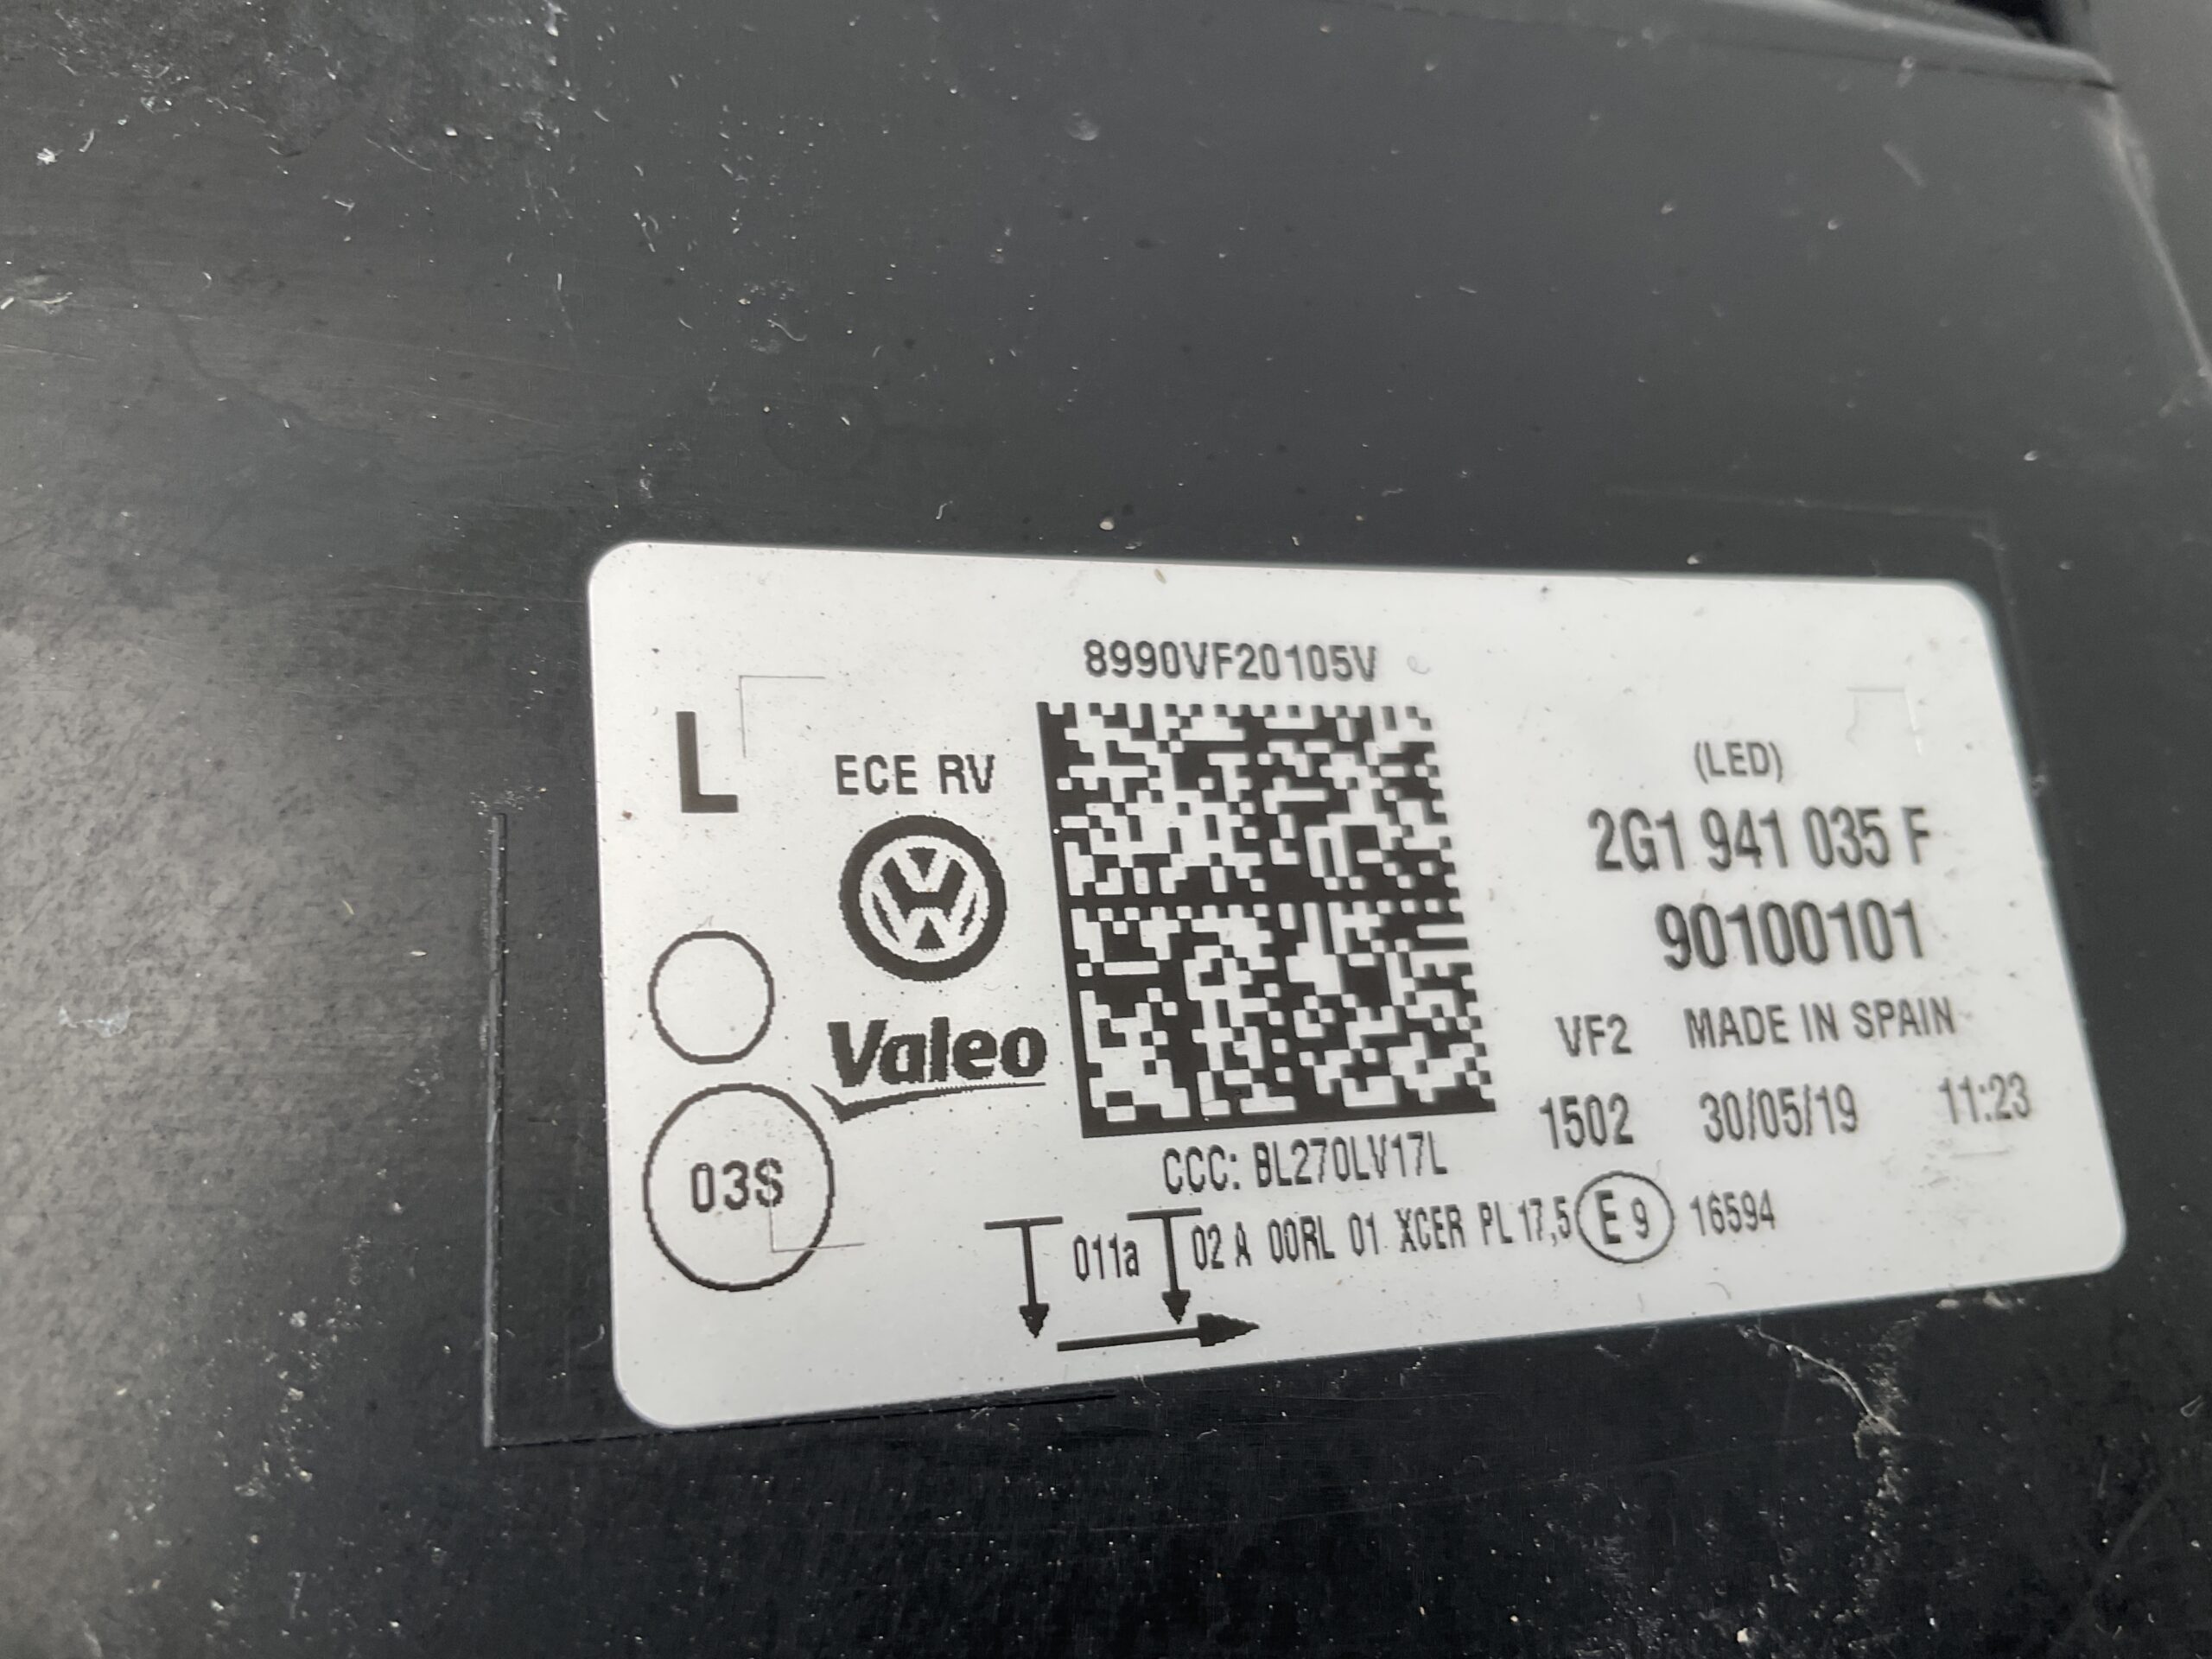 8990VF20105V
L
ECE RV
(LED)
2G1 941 035 F
90100101
Valeo
VF2 MADE IN SPAIN
1502 30/05/19 11:23
03S
CCC: BL270LV17L
011a 02 A 00RL 01 XCER PL 17,5 E 9 16594